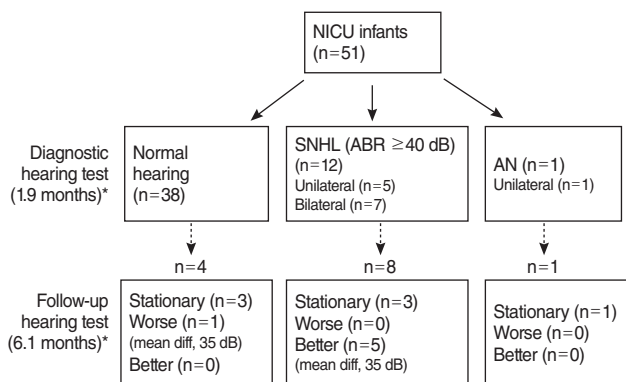 NICU infants
(n=51)
Diagnostic
hearing test
(1.9 months)*
Normal
hearing
(n=38)
SNHL (ABR ≥40 dB)
(n=12)
Unilateral (n=5)
Bilateral (n=7)
AN (n=1)
Unilateral (n=1)
n=4
n=8
n=1
Follow-up
hearing test
(6.1 months)*
Stationary (n=3)
Worse (n=1)
(mean diff, 35 dB)
Better (n=0)
Stationary (n=3)
Worse (n=0)
Better (n=5)
(mean diff, 35 dB)
Stationary (n=1)
Worse (n=0)
Better (n=0)